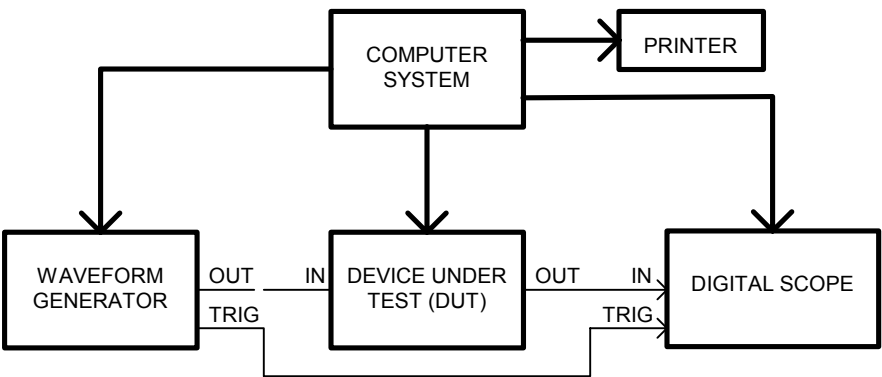 COMPUTER
SYSTEM
PRINTER
WAVEFORM
GENERATOR
OUT
TRIG
IN
DEVICE UNDER
TEST (DUT)
OUT
IN
TRIG
DIGITAL SCOPE